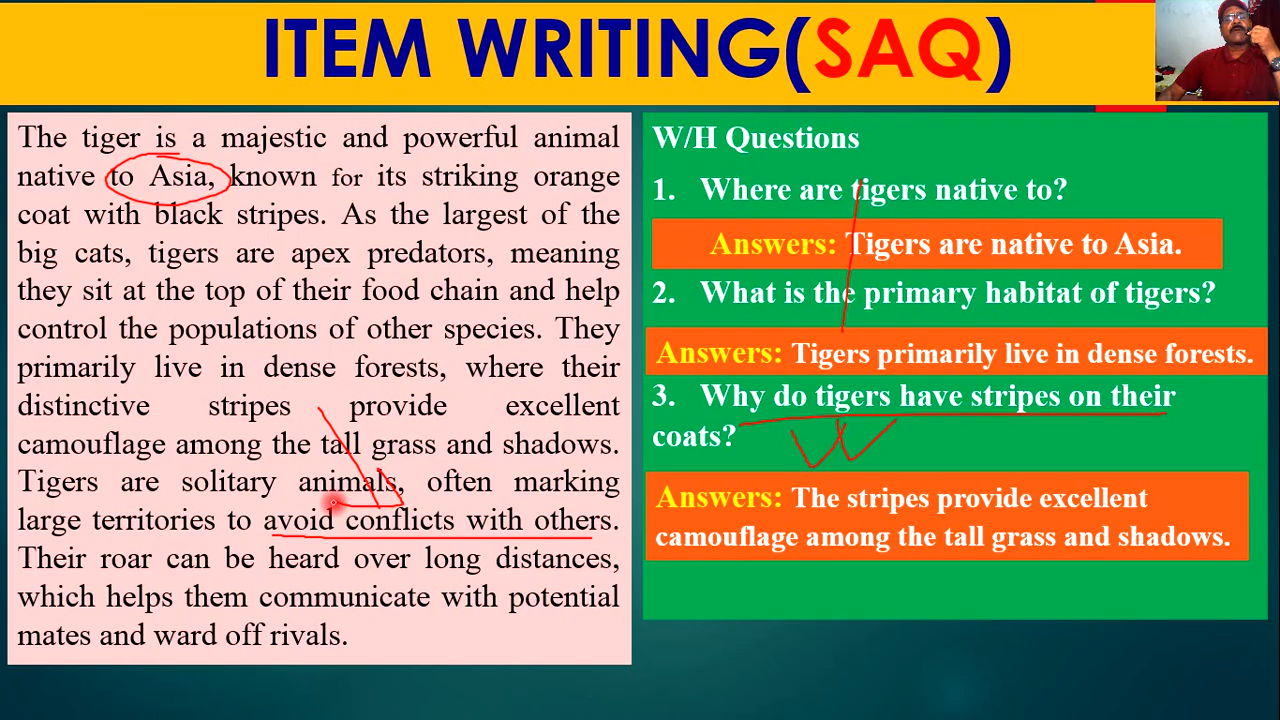 ITEM WRITING(SAQ)
The tiger is a majestic and powerful animal
native to Asia, known for its striking orange
coat with black stripes. As the largest of the
big cats, tigers are apex predators, meaning
they sit at the top of their food chain and help
control the populations of other species. They
primarily live in dense forests, where their
distinctive stripes provide excellent
camouflage among the tall grass and shadows.
Tigers are solitary animals, often marking
large territories to avoid conflicts with others.
Their roar can be heard over long distances,
which helps them communicate with potential
mates and ward off rivals.
W/H Questions
1. Where are tigers native to?
Answers: Tigers are native to Asia.
2. What is the primary habitat of tigers?
Answers: Tigers primarily live in dense forests.
3. Why do tigers have stripes on their
coats?
Answers: The stripes provide excellent
camouflage among the tall grass and shadows.